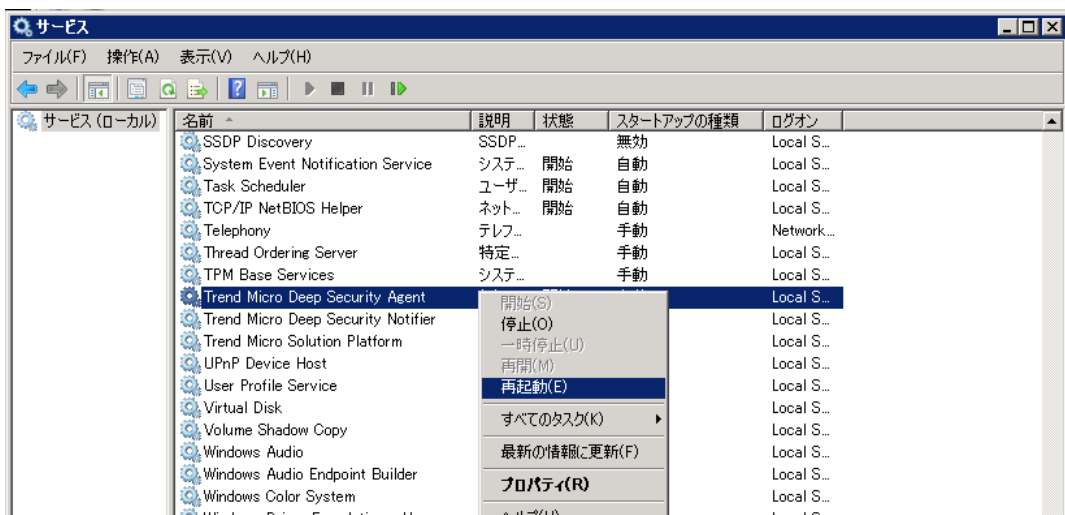 サービス
ファイル(F) 操作(A) 表示(V) ヘルプ(H)
サービス (ローカル) 名前 説明 状態 スタートアップの種類 ログオン
SSDP Discovery SSDP... 無効 Local S...
System Event Notification Service システ... 開始 自動 Local S...
Task Scheduler ユーザ... 開始 自動 Local S...
TCP/IP NetBIOS Helper ネット... 開始 自動 Local S...
Telephony テレフ... 手動 Network...
Thread Ordering Server 特定... 手動 Local S...
TPM Base Services システ... 手動 Local S...
Trend Micro Deep Security Agent Local S...
開始(S)
Trend Micro Deep Security Notifier 停止(O) Local S...
Trend Micro Solution Platform 一時停止(U) Local S...
UPnP Device Host 再開(M) Local S...
User Profile Service 再起動(E) Local S...
Virtual Disk Local S...
すべてのタスク(K)
Volume Shadow Copy Local S...
Windows Audio 最新の情報に更新(F) Local S...
Windows Audio Endpoint Builder Local S...
プロパティ(R)
Windows Color System Local S...